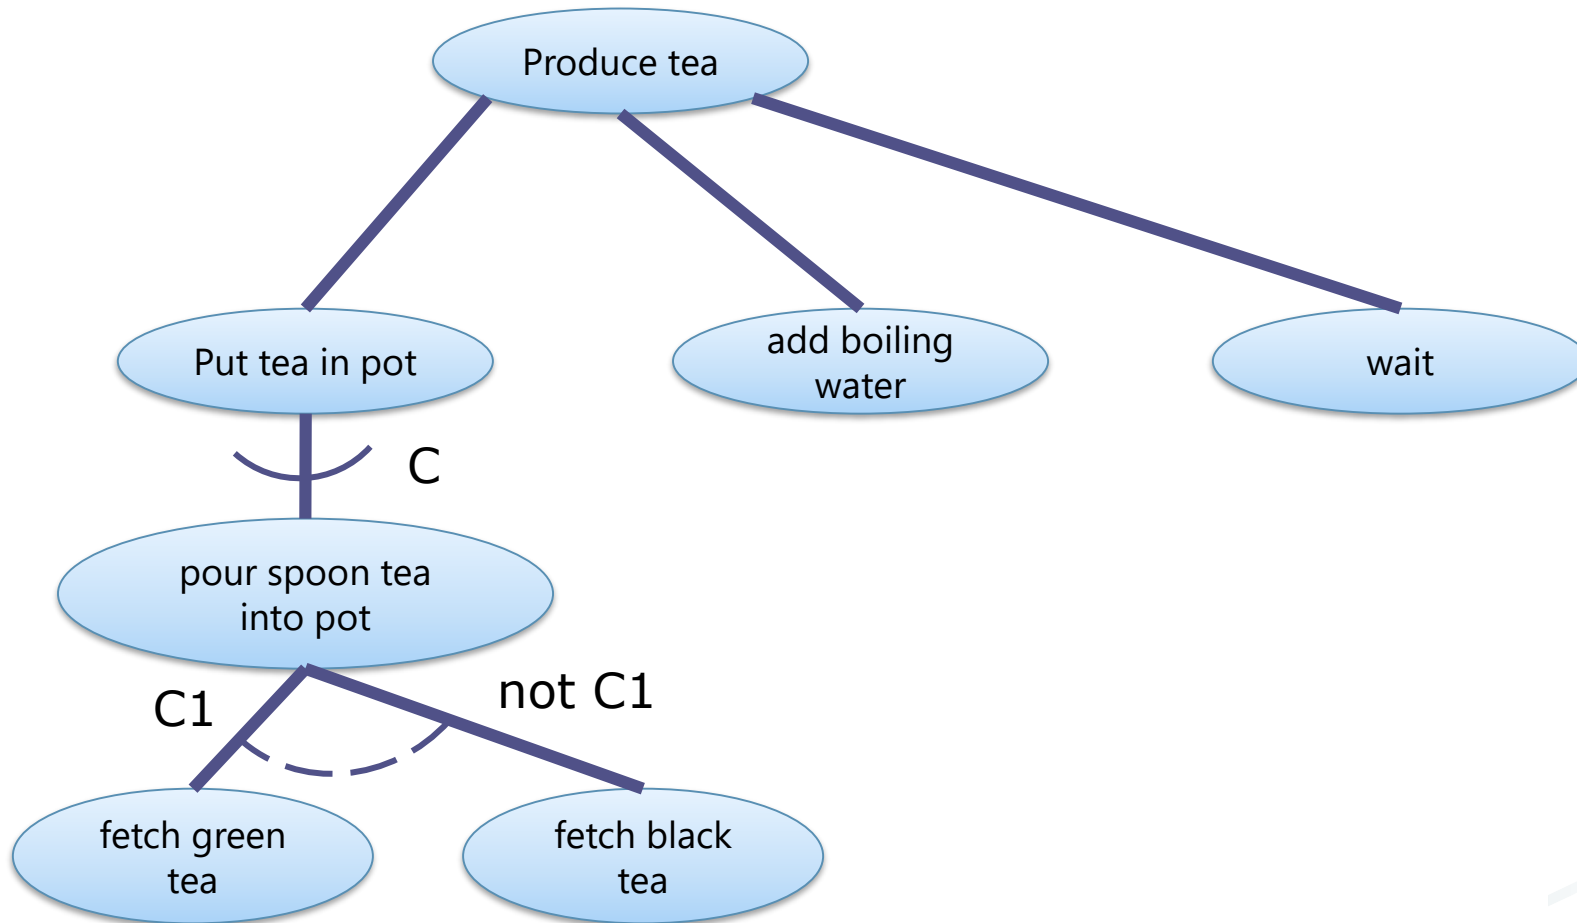 Produce tea
Put tea in pot
add boiling
water
wait
C
pour spoon tea
into pot
C1
not C1
fetch green
tea
fetch black
tea